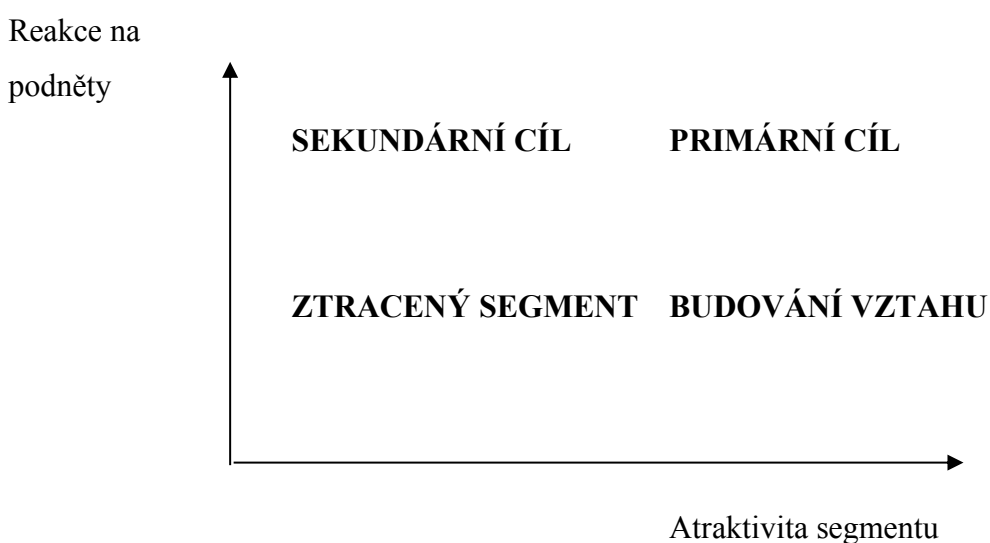 Reakce na
podněty
SEKUNDÁRNÍ CÍL PRIMÁRNÍ CÍL
ZTRACENÝ SEGMENT BUDOVÁNÍ VZTAHU
Atraktivita segmentu